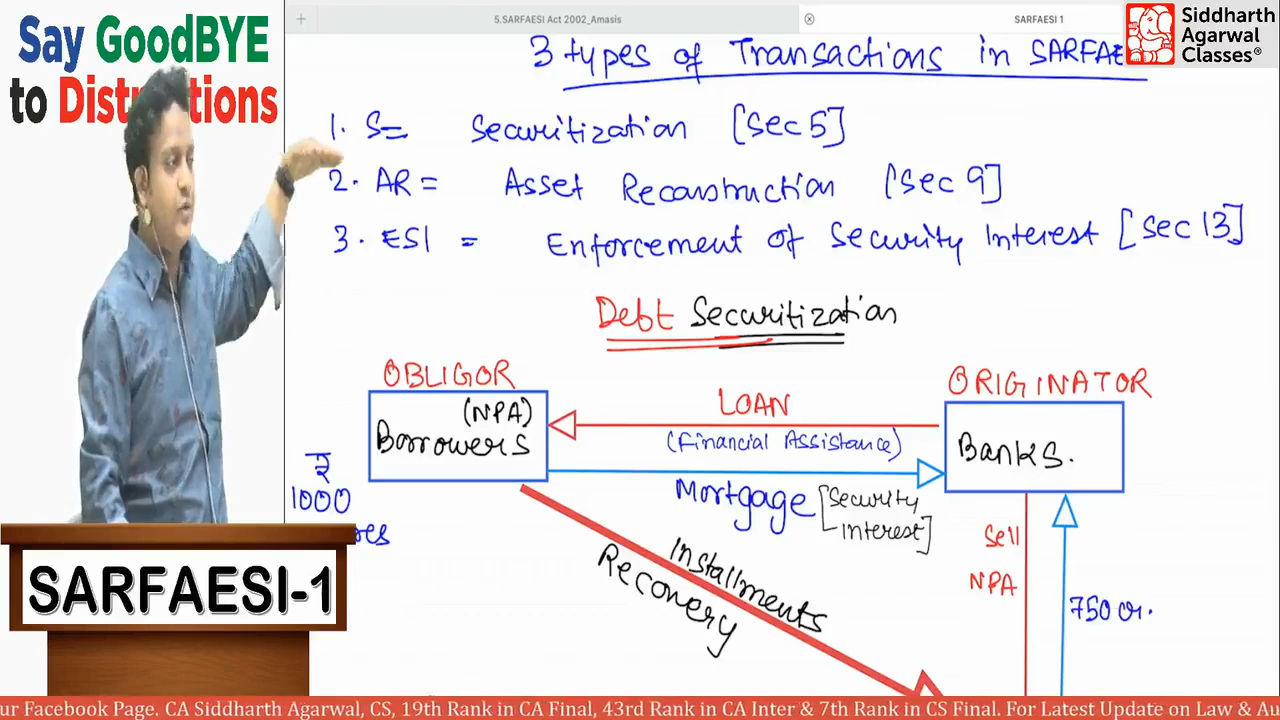 Say GoodBYE
to Distr tions
5.SARFAESI Act 2002_Amasis
SARFAESI 1
Siddharth
Agarwal
Classes®
3 types of Transactions in SARFAE
1. S= Securitization [Sec 5]
2. AR= Asset Reconstruction [Sec 9]
3. ESI = Enforcement of Security Interest [Sec 13]
Debt Securitization
OBLIGOR
ORIGINATOR
(NPA)
Borrowers
LOAN
(Financial Assistance)
Banks.
Mortgage [Security
Interest]
₹
1000
res
Installments
Recovery
Sell
NPA
750 cr.
SARFAESI-1
ur Facebook Page. CA Siddharth Agarwal, CS, 19th Rank in CA Final, 43rd Rank in CA Inter & 7th Rank in CS Final. For Latest Update on Law & Au